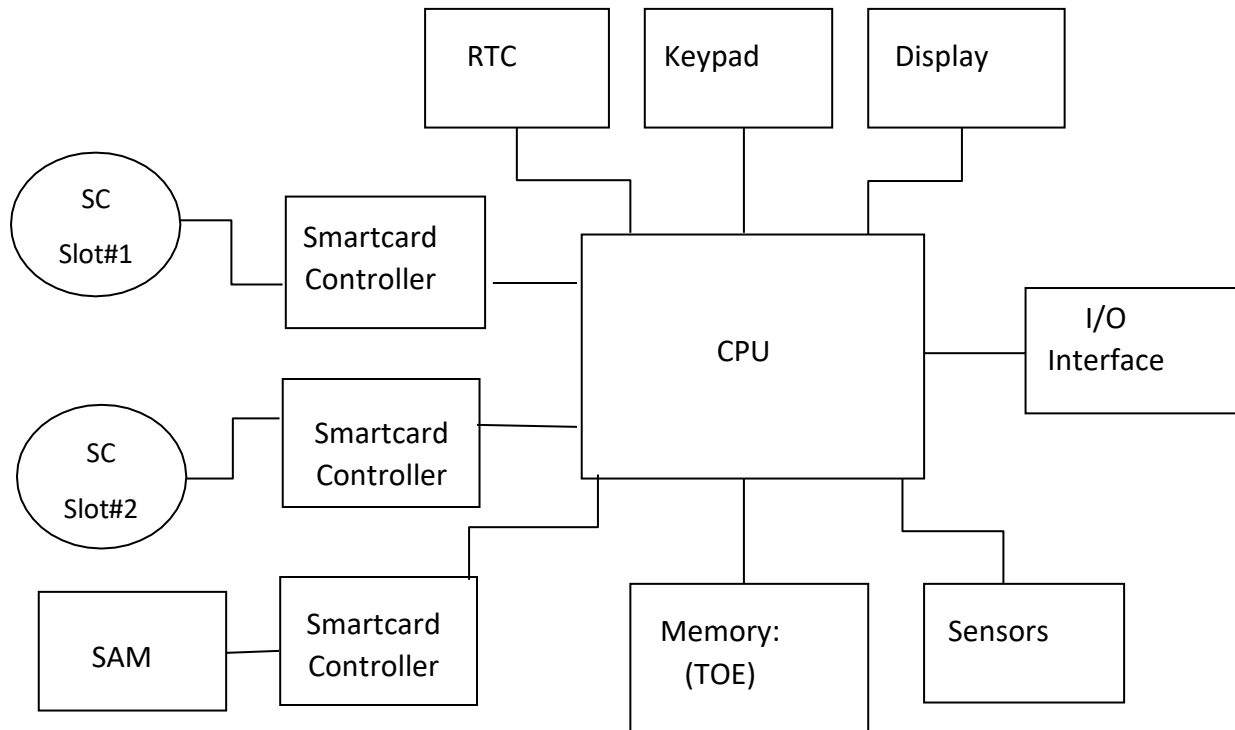 RTC
Keypad
Display
SC
Slot#1
Smartcard
Controller
CPU
I/O
Interface
SC
Slot#2
Smartcard
Controller
SAM
Smartcard
Controller
Memory:
(TOE)
Sensors